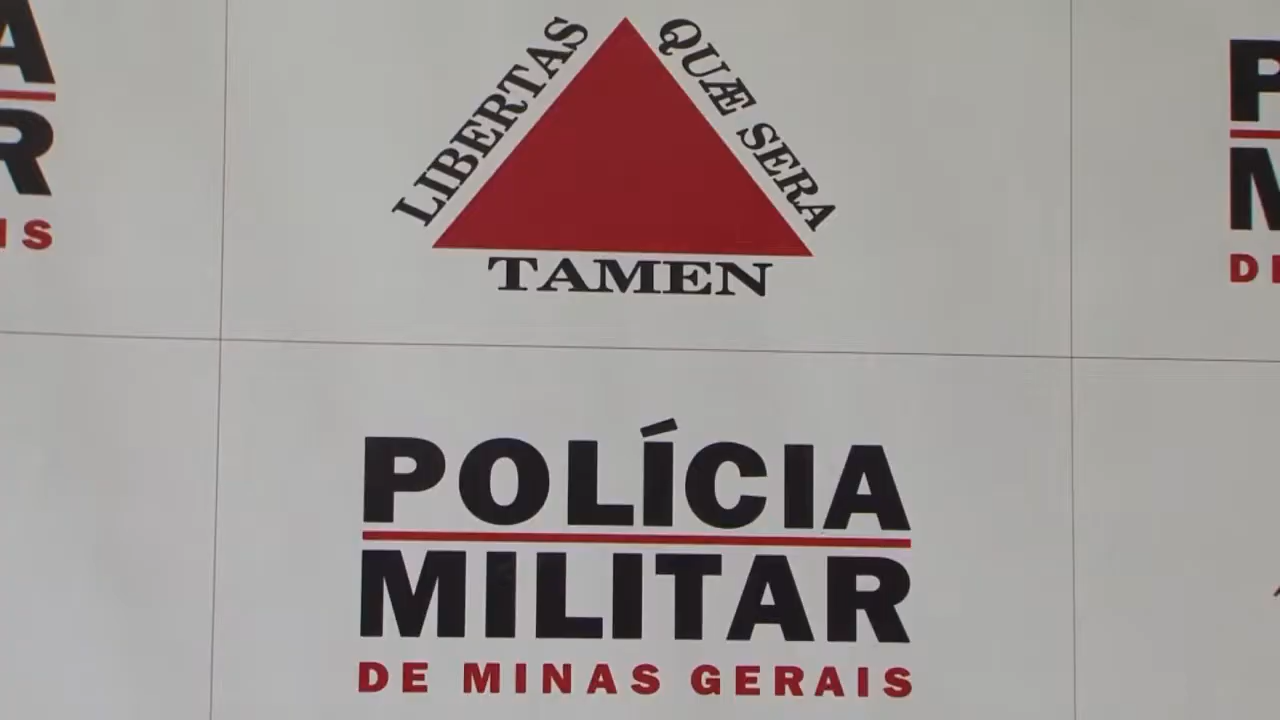 LIBERTAS
QUÆ SERA
TAMEN
POLÍCIA
MILITAR
DE MINAS GERAIS